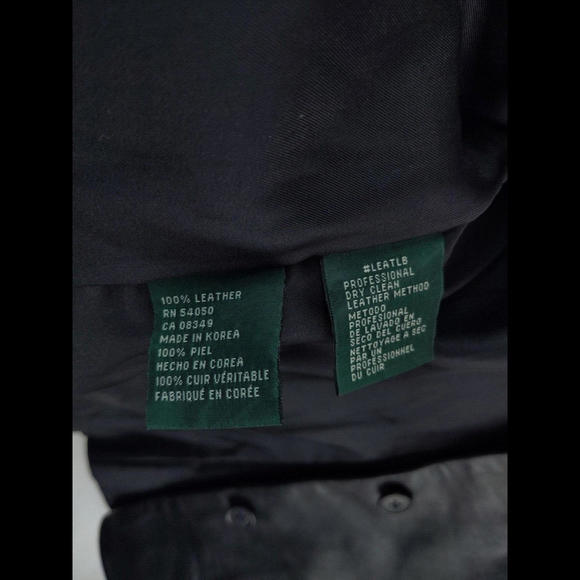 100% LEATHER
RN 54050
CA 08349
MADE IN KOREA
100% PIEL
HECHO EN COREA
100% CUIR VÉRITABLE
FABRIQUÉ EN CORÉE
#LEATLB
PROFESSIONAL
DRY CLEAN
LEATHER METHOD
METODO
PROFESIONAL
DE LAVADO EN
SECO DEL CUERO
NETTOYAGE A SEC
PAR UN
PROFESSIONNEL
DU CUIR